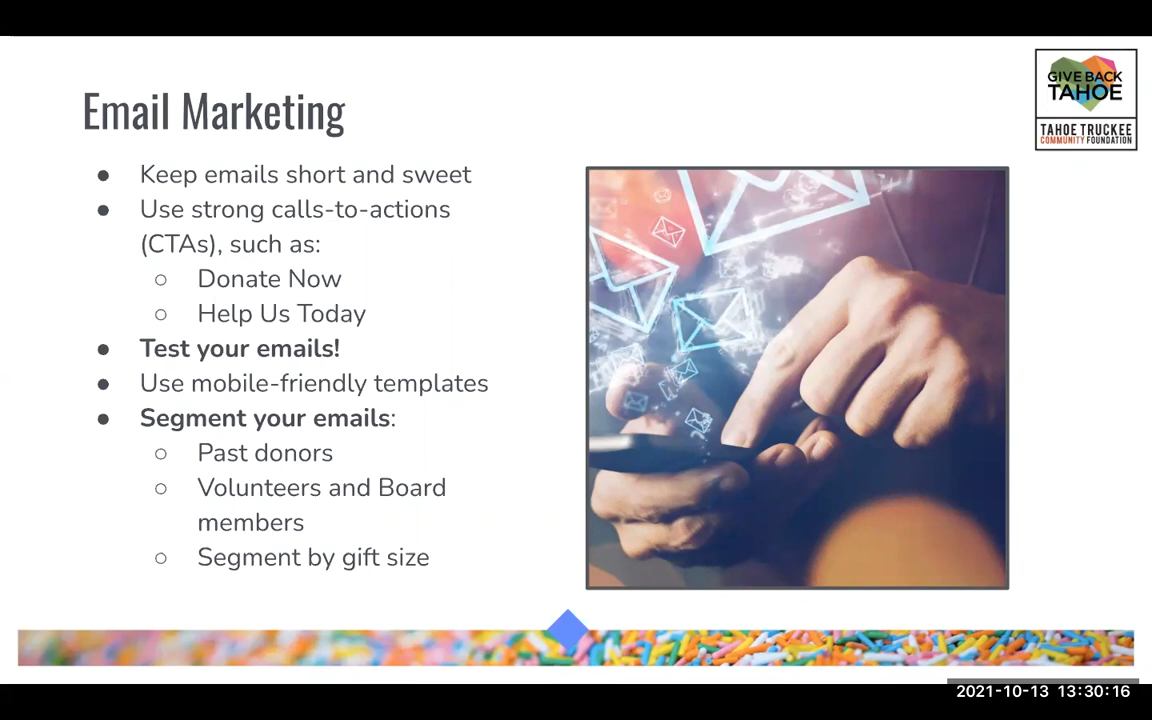 GIVE BACK
TAHOE
TAHOE TRUCKEE
COMMUNITY FOUNDATION
Email Marketing
● Keep emails short and sweet
● Use strong calls-to-actions
(CTAs), such as:
○ Donate Now
○ Help Us Today
● Test your emails!
● Use mobile-friendly templates
● Segment your emails:
○ Past donors
○ Volunteers and Board
members
○ Segment by gift size
2021-10-13 13:30:16